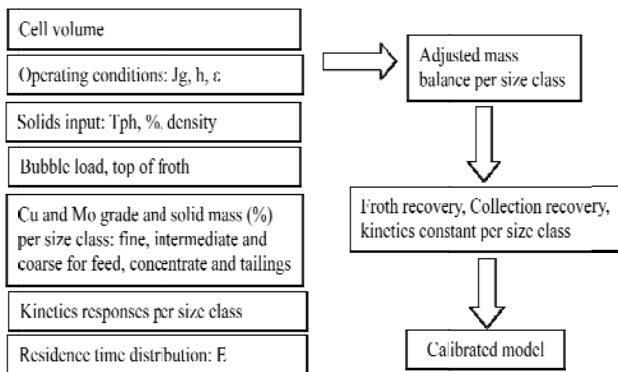 Cell volume
Operating conditions: Jg, h, ε
Solids input: Tph, %, density
Bubble load, top of froth
Cu and Mo grade and solid mass (%)
per size class: fine, intermediate and
coarse for feed, concentrate and tailings
Kinetics responses per size class
Residence time distribution: E
Adjusted mass
balance per size class
Froth recovery, Collection recovery,
kinetics constant per size class
Calibrated model